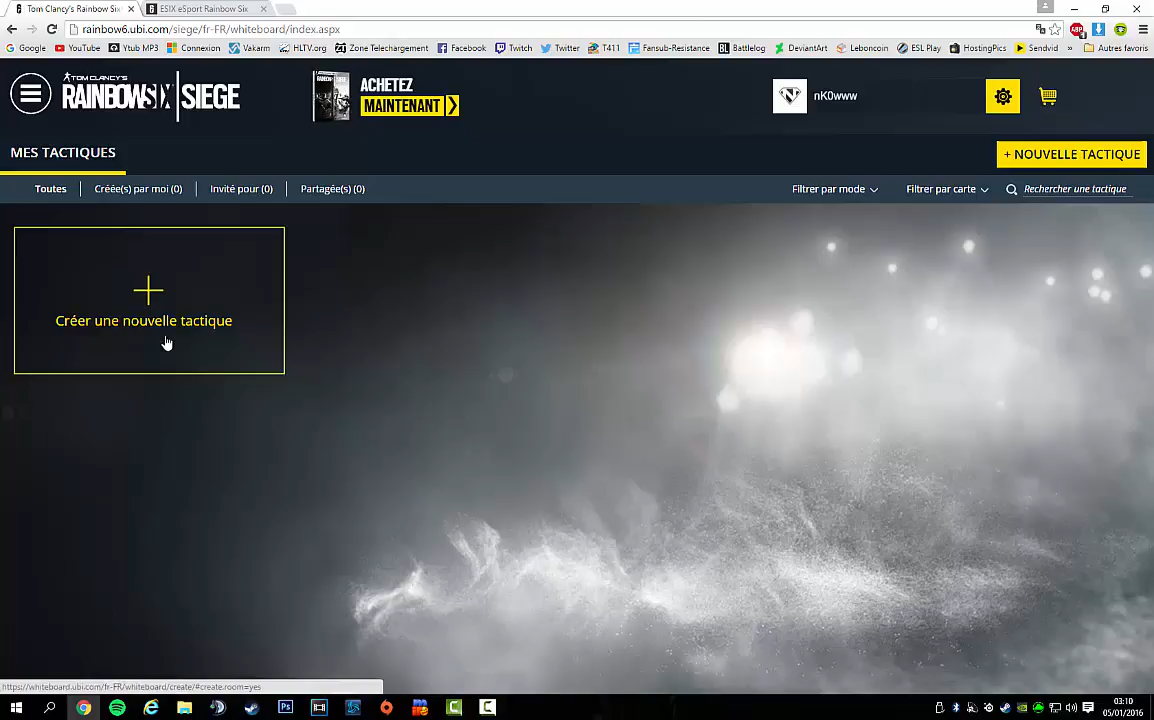 Tom Clancy's Rainbow Six
ESIX eSport Rainbow Six
rainbow6.ubi.com/siege/fr-FR/whiteboard/index.aspx
Google
YouTube
Ytub MP3
Connexion
Vakarm
HLTV.org
Zone Telechargement
Facebook
Twitch
Twitter
T411
Fansub-Resistance
Battlelog
DeviantArt
Leboncoin
ESL Play
HostingPics
Sendvid
»
Autres favoris
TOM CLANCY'S
RAINBOWSIX SIEGE
ACHETEZ
MAINTENANT
nK0www
MES TACTIQUES
+ NOUVELLE TACTIQUE
Toutes
Créée(s) par moi (0)
Invité pour (0)
Partagée(s) (0)
Filtrer par mode
Filtrer par carte
Rechercher une tactique
Créer une nouvelle tactique
https://whiteboard.ubi.com/fr-FR/whiteboard/create/#create.room=yes
03:10
05/01/2016